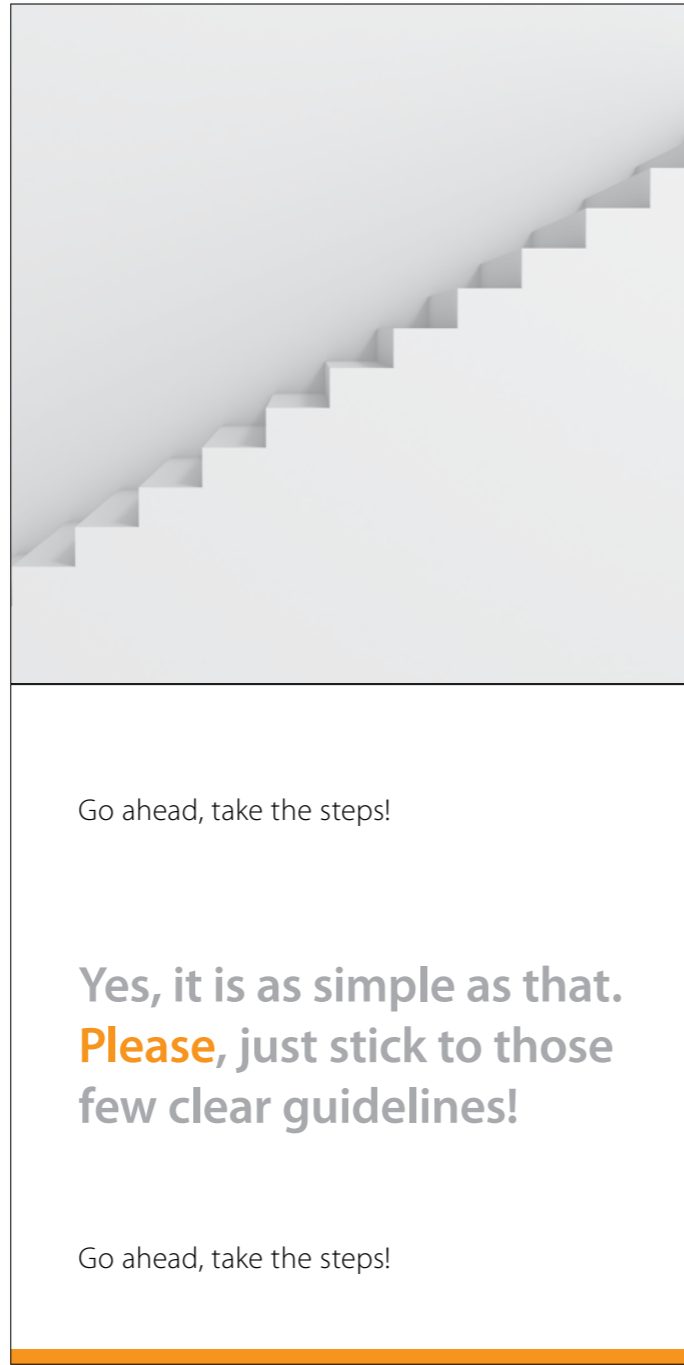 Go ahead, take the steps!
Yes, it is as simple as that.
Please, just stick to those
few clear guidelines!
Go ahead, take the steps!